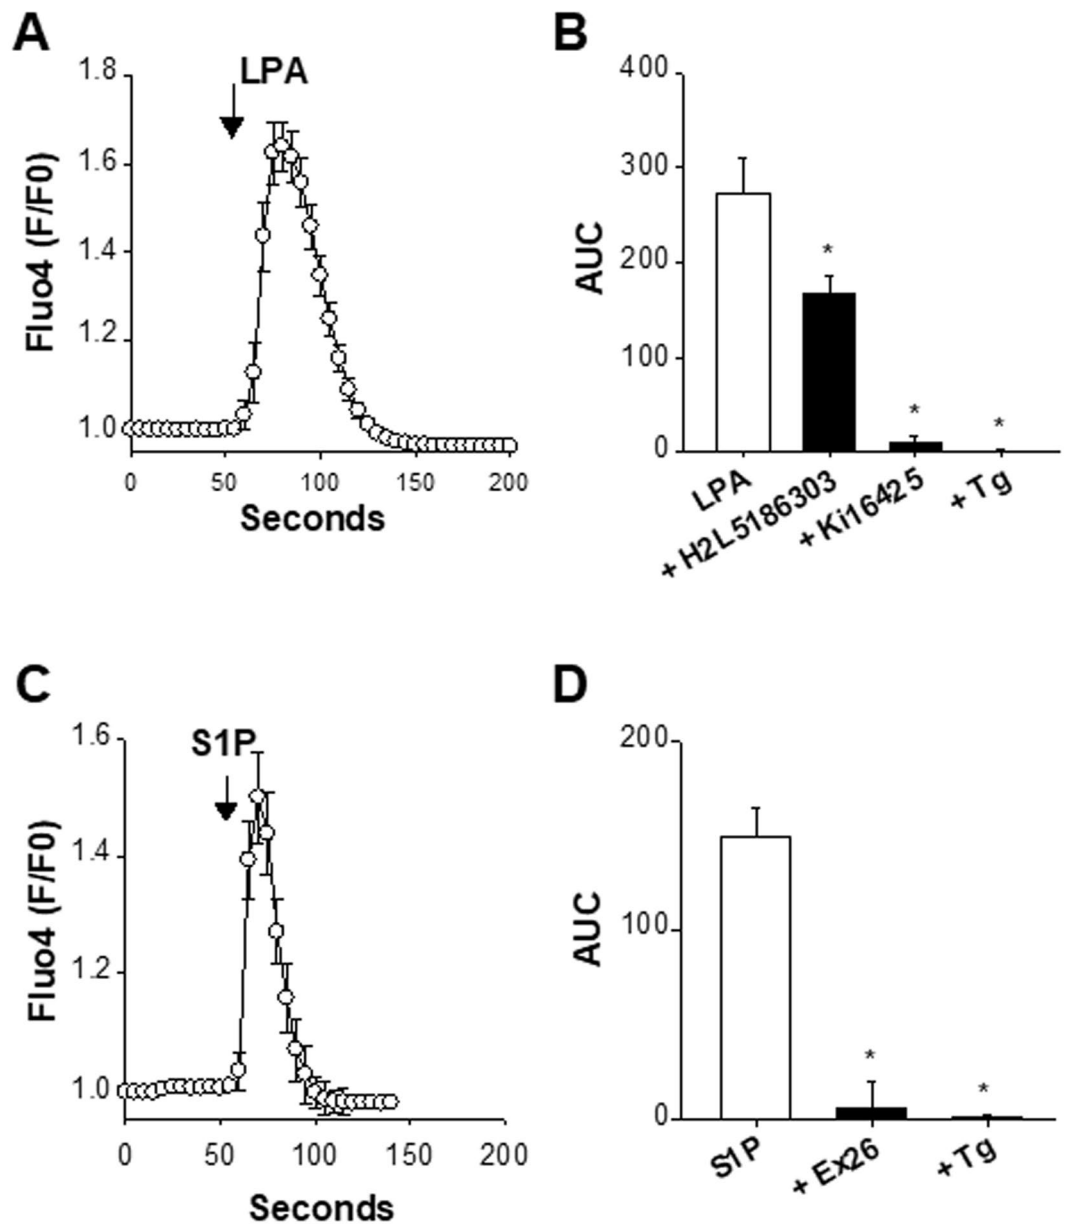 A
LPA
Fluo4 (F/F0)
1.8
1.6
1.4
1.2
1.0
0 50 100 150 200
Seconds
B
AUC
400
300
200
100
0
* * *
LPA
+ H2L5186303
+ Ki16425
+ Tg
C
S1P
Fluo4 (F/F0)
1.6
1.4
1.2
1.0
0 50 100 150 200
Seconds
D
AUC
200
100
0
* *
S1P
+ Ex26
+ Tg